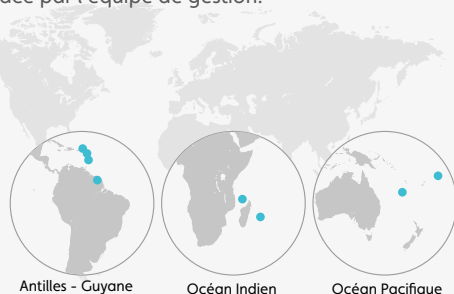 par l'équipe de gestion.
Antilles - Guyane
Océan Indien
Océan Pacifique